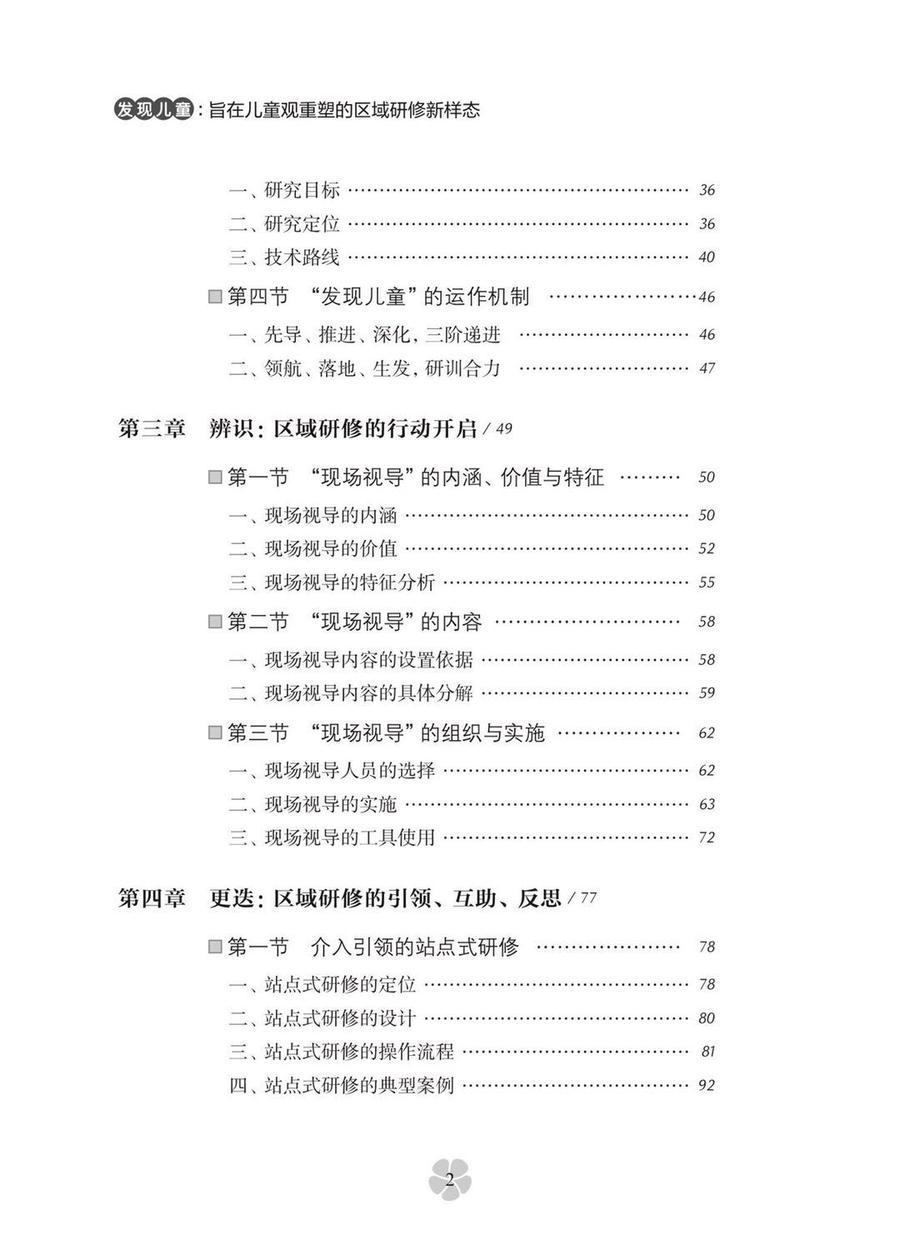 发现儿童:旨在儿童观重塑的区域研修新样态
一、研究目标 …… 36
二、研究定位 …… 36
三、技术路线 …… 40
第四节 “发现儿童”的运作机制 …… 46
一、先导、推进、深化,三阶递进 …… 46
二、领航、落地、生发,研训合力 …… 47
第三章 辨识:区域研修的行动开启 / 49
第一节 “现场视导”的内涵、价值与特征 …… 50
一、现场视导的内涵 …… 50
二、现场视导的价值 …… 52
三、现场视导的特征分析 …… 55
第二节 “现场视导”的内容 …… 58
一、现场视导内容的设置依据 …… 58
二、现场视导内容的具体分解 …… 59
第三节 “现场视导”的组织与实施 …… 62
一、现场视导人员的选择 …… 62
二、现场视导的实施 …… 63
三、现场视导的工具使用 …… 72
第四章 更迭:区域研修的引领、互助、反思 / 77
第一节 介入引领的站点式研修 …… 78
一、站点式研修的定位 …… 78
二、站点式研修的设计 …… 80
三、站点式研修的操作流程 …… 81
四、站点式研修的典型案例 …… 92
2